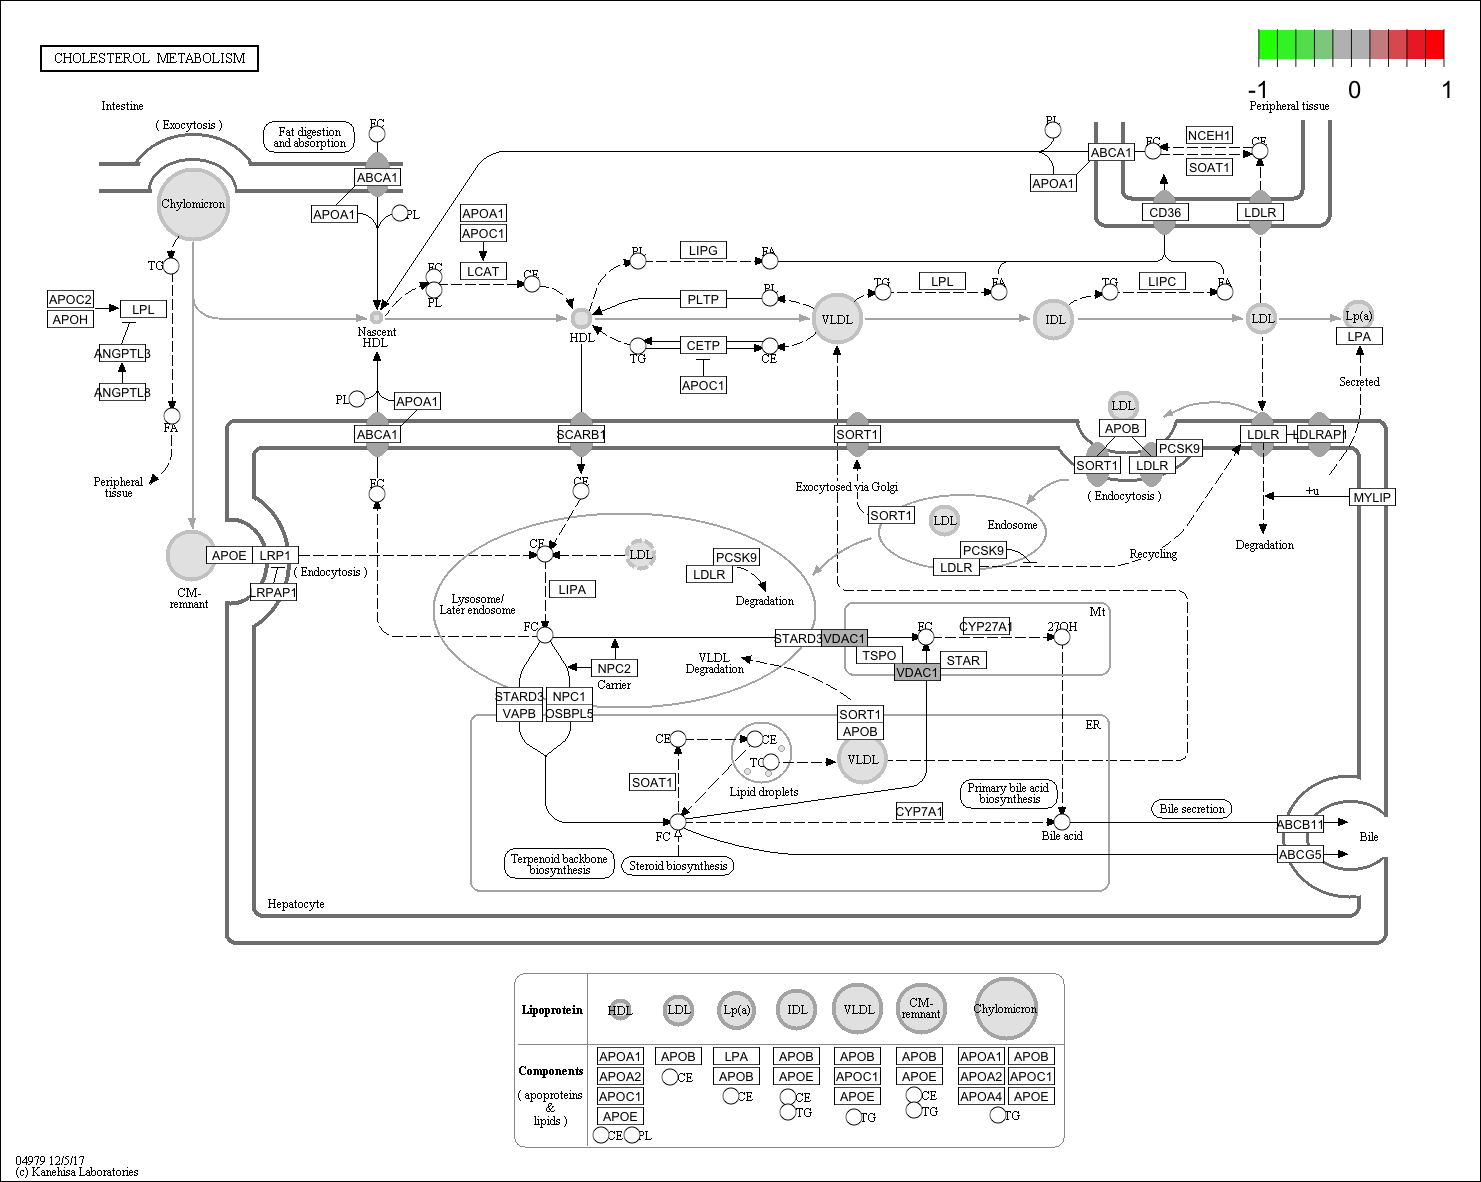 CHOLESTEROL METABOLISM
-1 0 1
Intestine
( Exocytosis )
Fat digestion
and absorption
FC
ABCA1
APOA1
PL
Chylomicron
TG
APOC2
APOH
LPL
ANGPTL3
ANGPTL8
FA
Peripheral
tissue
CM-
remnant
APOE
LRP1
LRPAP1
( Endocytosis )
Nascent
HDL
APOA1
APOC1
LCAT
FC
PL
CE
HDL
PL
LIPG
FA
PLTP
PL
CETP
TG
CE
APOC1
VLDL
TG
LPL
FA
IDL
TG
LIPC
FA
LDL
Lp(a)
LPA
Secreted
Peripheral tissue
PL
APOA1
ABCA1
FC
NCEH1
SOAT1
CE
CD36
LDLR
PL
APOA1
ABCA1
FC
SCARB1
CE
SORT1
Exocytosed via Golgi
LDL
APOB
SORT1
LDLR
PCSK9
( Endocytosis )
LDLR
LDLRAP1
+u
MYLIP
Degradation
SORT1
LDL
Endosome
PCSK9
LDLR
Recycling
CE
LDL
LIPA
PCSK9
LDLR
Degradation
Lysosome/
Later endosome
FC
NPC2
Carrier
STARD3
VDAC1
FC
CYP27A1
27OH
Mt
TSPO
VDAC1
STAR
VLDL
Degradation
STARD3
VAPB
NPC1
OSBPL5
SORT1
APOB
VLDL
ER
CE
CE
TG
Lipid droplets
SOAT1
FC
CYP7A1
Primary bile acid
biosynthesis
Bile acid
Bile secretion
ABCB11
ABCG5
Bile
Terpenoid backbone
biosynthesis
Steroid biosynthesis
Hepatocyte
Lipoprotein
HDL
LDL
Lp(a)
IDL
VLDL
CM-
remnant
Chylomicron
Components
( apoproteins
&
lipids )
APOA1 APOB LPA APOB APOB APOB APOA1 APOB
APOA2 CE APOB APOE APOC1 APOE APOA2 APOC1
APOC1 CE CE APOE CE APOA4 APOE
APOE TG TG TG TG
CE PL
04979 12/5/17
(c) Kanehisa Laboratories